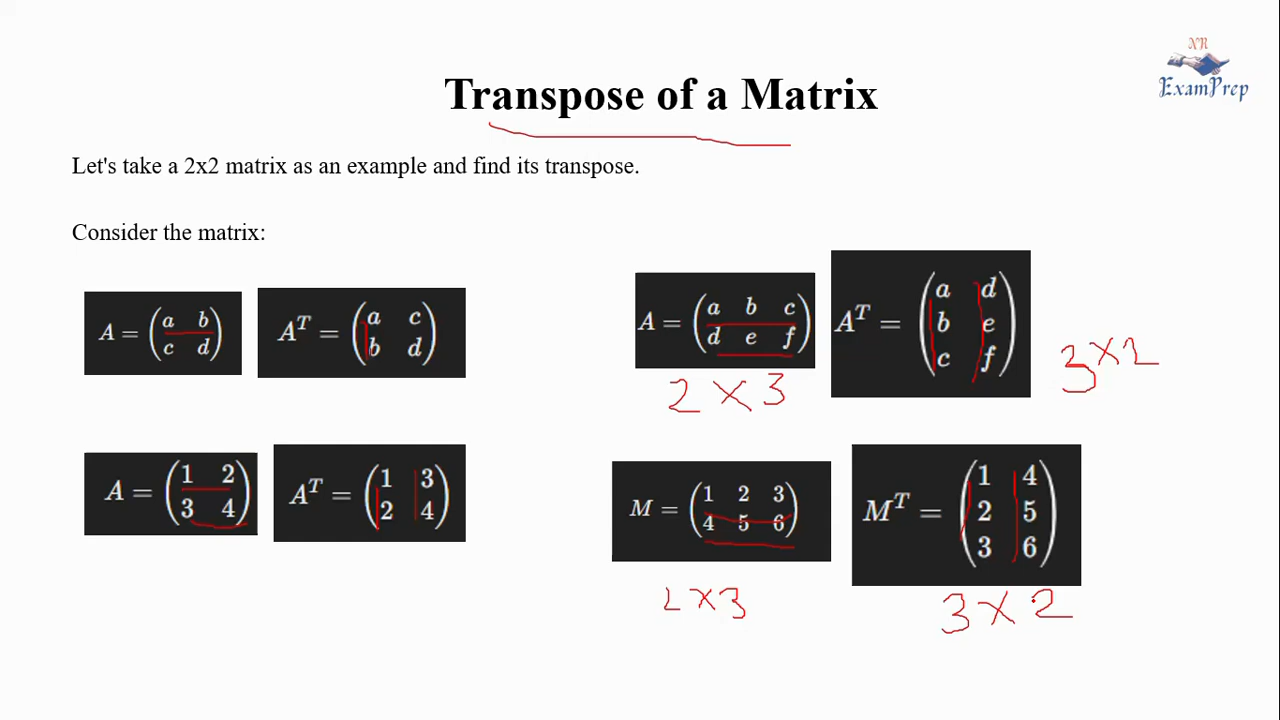 NR
ExamPrep
Transpose of a Matrix
Let's take a 2x2 matrix as an example and find its transpose.
Consider the matrix:
A = (a b
c d)
A^T = (a c
b d)
A = (a b c
d e f)
2 × 3
A^T = (a d
b e
c f)
3 × 2
A = (1 2
3 4)
A^T = (1 3
2 4)
M = (1 2 3
4 5 6)
2 × 3
M^T = (1 4
2 5
3 6)
3 × 2